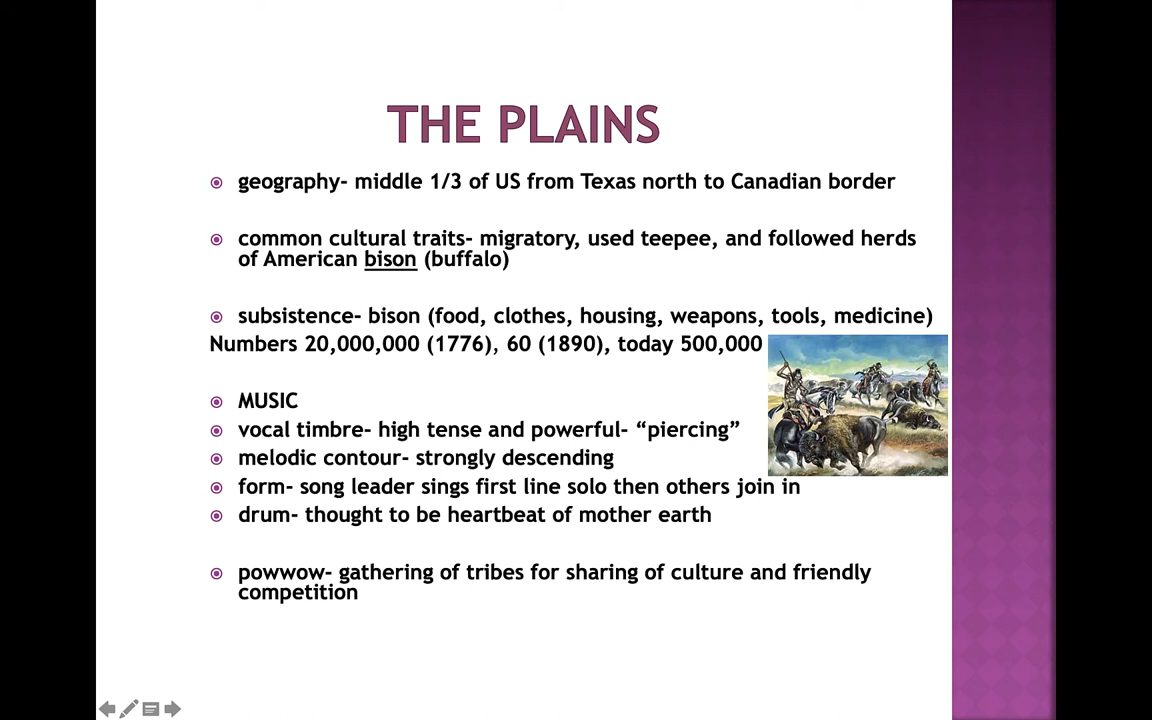 THE PLAINS
geography- middle 1/3 of US from Texas north to Canadian border
common cultural traits- migratory, used teepee, and followed herds
of American bison (buffalo)
subsistence- bison (food, clothes, housing, weapons, tools, medicine)
Numbers 20,000,000 (1776), 60 (1890), today 500,000
MUSIC
vocal timbre- high tense and powerful- “piercing”
melodic contour- strongly descending
form- song leader sings first line solo then others join in
drum- thought to be heartbeat of mother earth
powwow- gathering of tribes for sharing of culture and friendly
competition